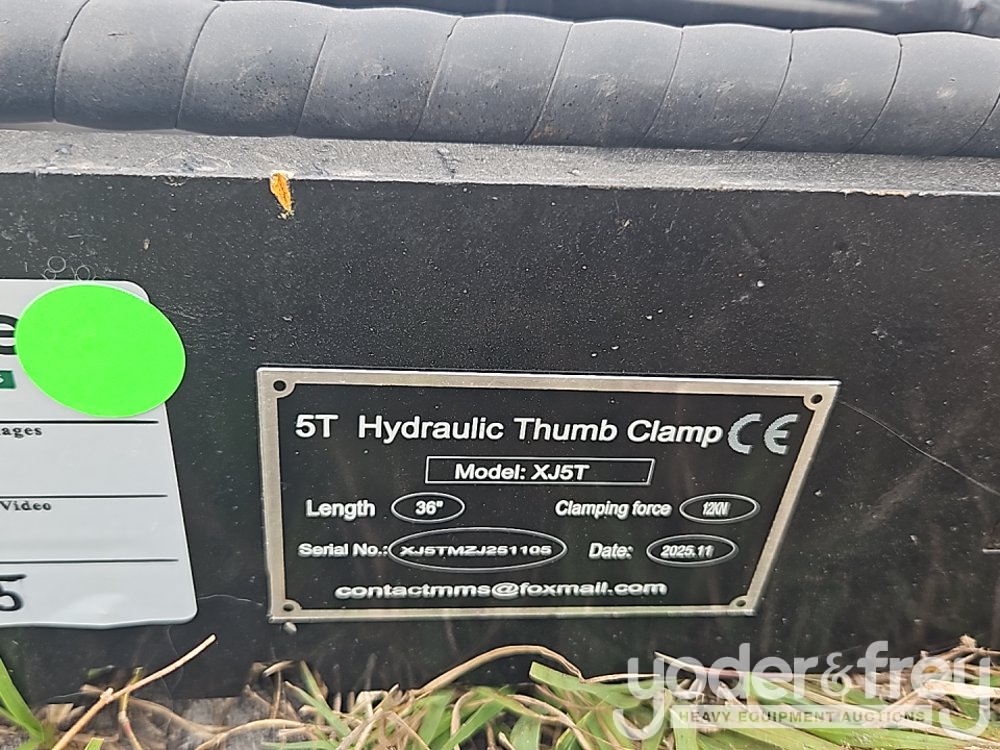 5T Hydraulic Thumb Clamp CE
Model: XJ5T
Length 36" Clamping force 12KN
Serial No.: XJ5TMZJ251105 Date: 2025.11
contactmms@foxmail.com
ages
Video
5
yoder&frey
HEAVY EQUIPMENT AUCTIONS